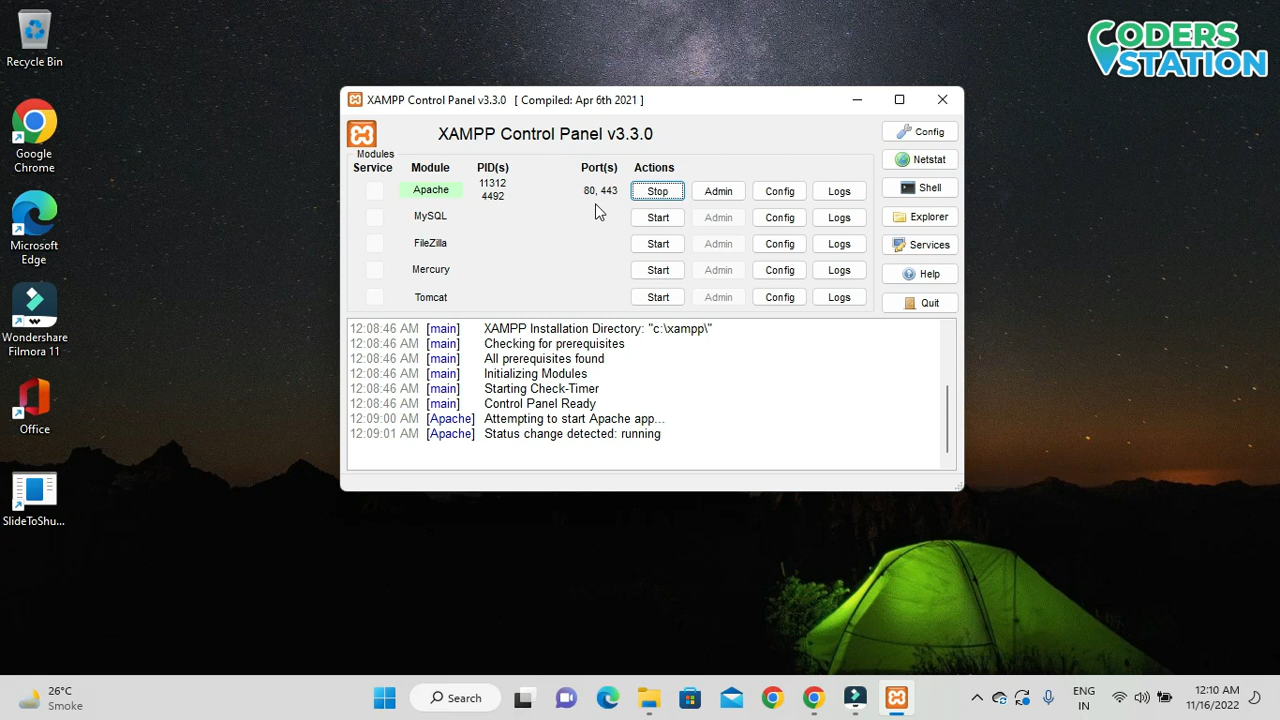 Recycle Bin
Google
Chrome
Microsoft
Edge
Wondershare
Filmora 11
Office
SlideToShu...
CODERS
STATION
XAMPP Control Panel v3.3.0 [ Compiled: Apr 6th 2021 ]
XAMPP Control Panel v3.3.0
Modules
Service Module PID(s) Port(s) Actions
Apache 11312 4492 80, 443 Stop Admin Config Logs
MySQL Start Admin Config Logs
FileZilla Start Admin Config Logs
Mercury Start Admin Config Logs
Tomcat Start Admin Config Logs
Config
Netstat
Shell
Explorer
Services
Help
Quit
12:08:46 AM [main] XAMPP Installation Directory: "c:\xampp\"
12:08:46 AM [main] Checking for prerequisites
12:08:46 AM [main] All prerequisites found
12:08:46 AM [main] Initializing Modules
12:08:46 AM [main] Starting Check-Timer
12:08:46 AM [main] Control Panel Ready
12:09:00 AM [Apache] Attempting to start Apache app...
12:09:01 AM [Apache] Status change detected: running
26°C
Smoke
Search
ENG
IN
12:10 AM
11/16/2022